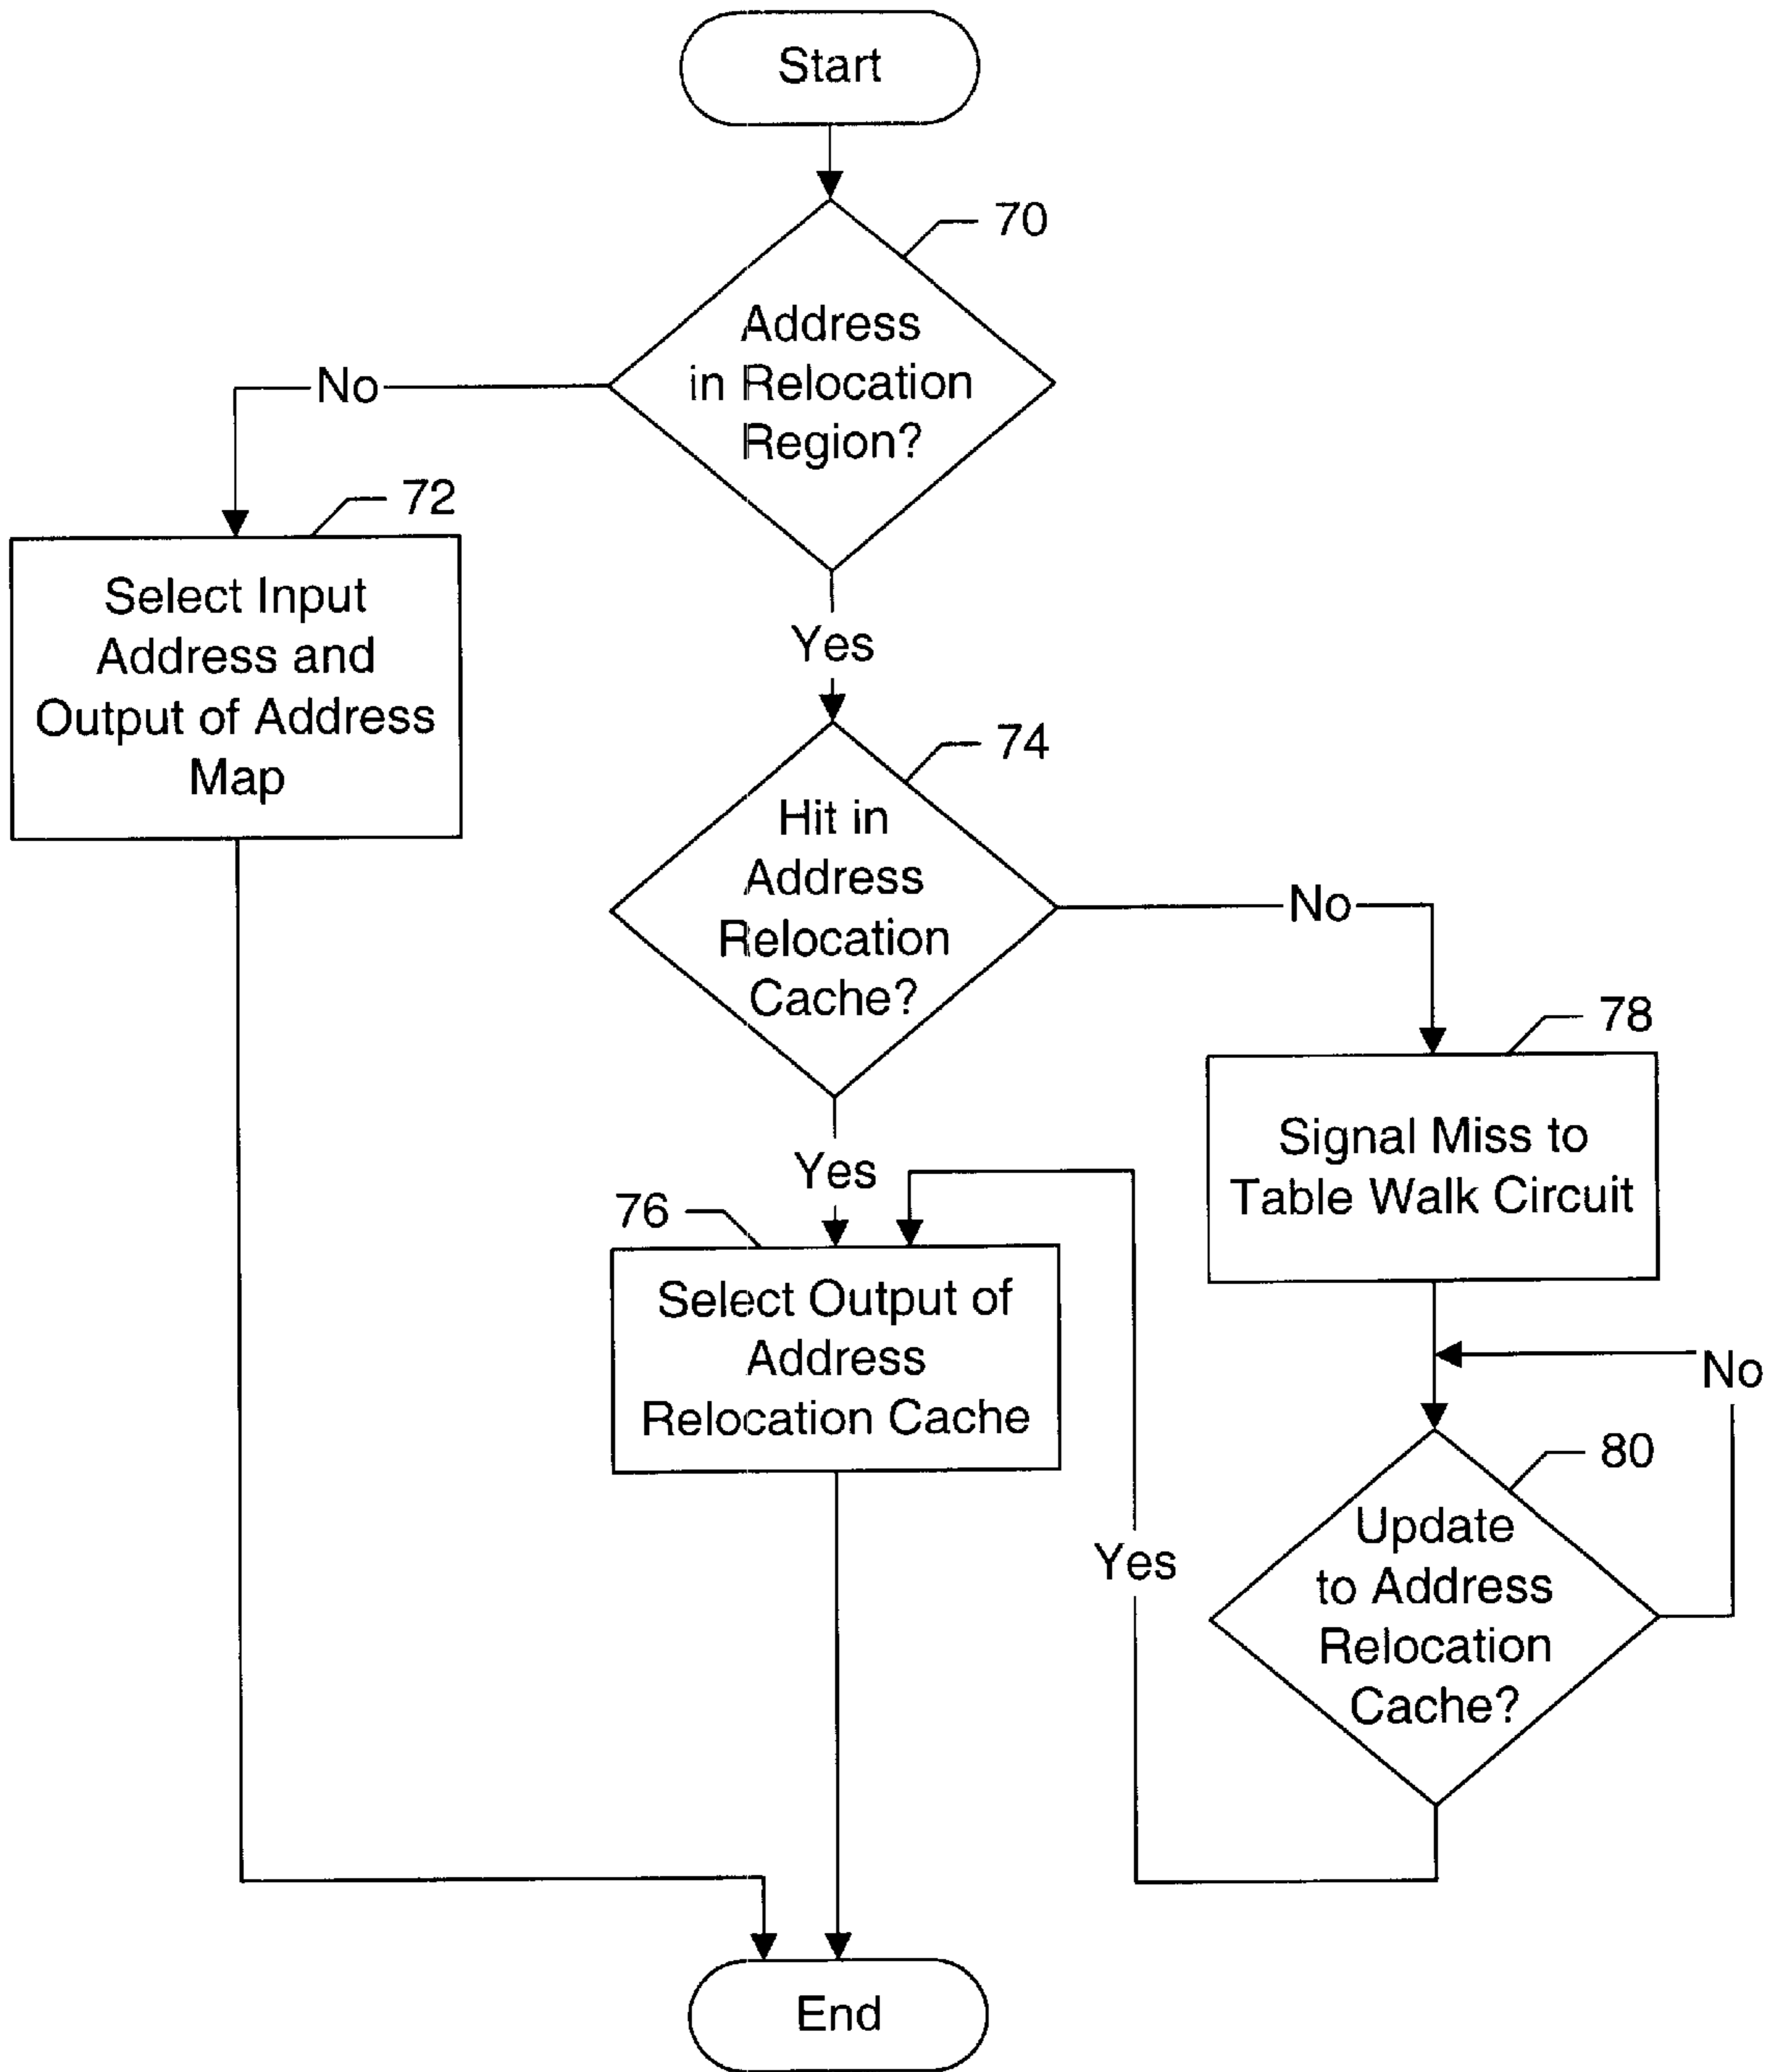 Start
70
Address
in Relocation
Region?
No
72
Select Input
Address and
Output of Address
Map
Yes
74
Hit in
Address
Relocation
Cache?
No
78
Signal Miss to
Table Walk Circuit
Yes
76
Select Output of
Address
Relocation Cache
No
80
Update
to Address
Relocation
Cache?
Yes
End